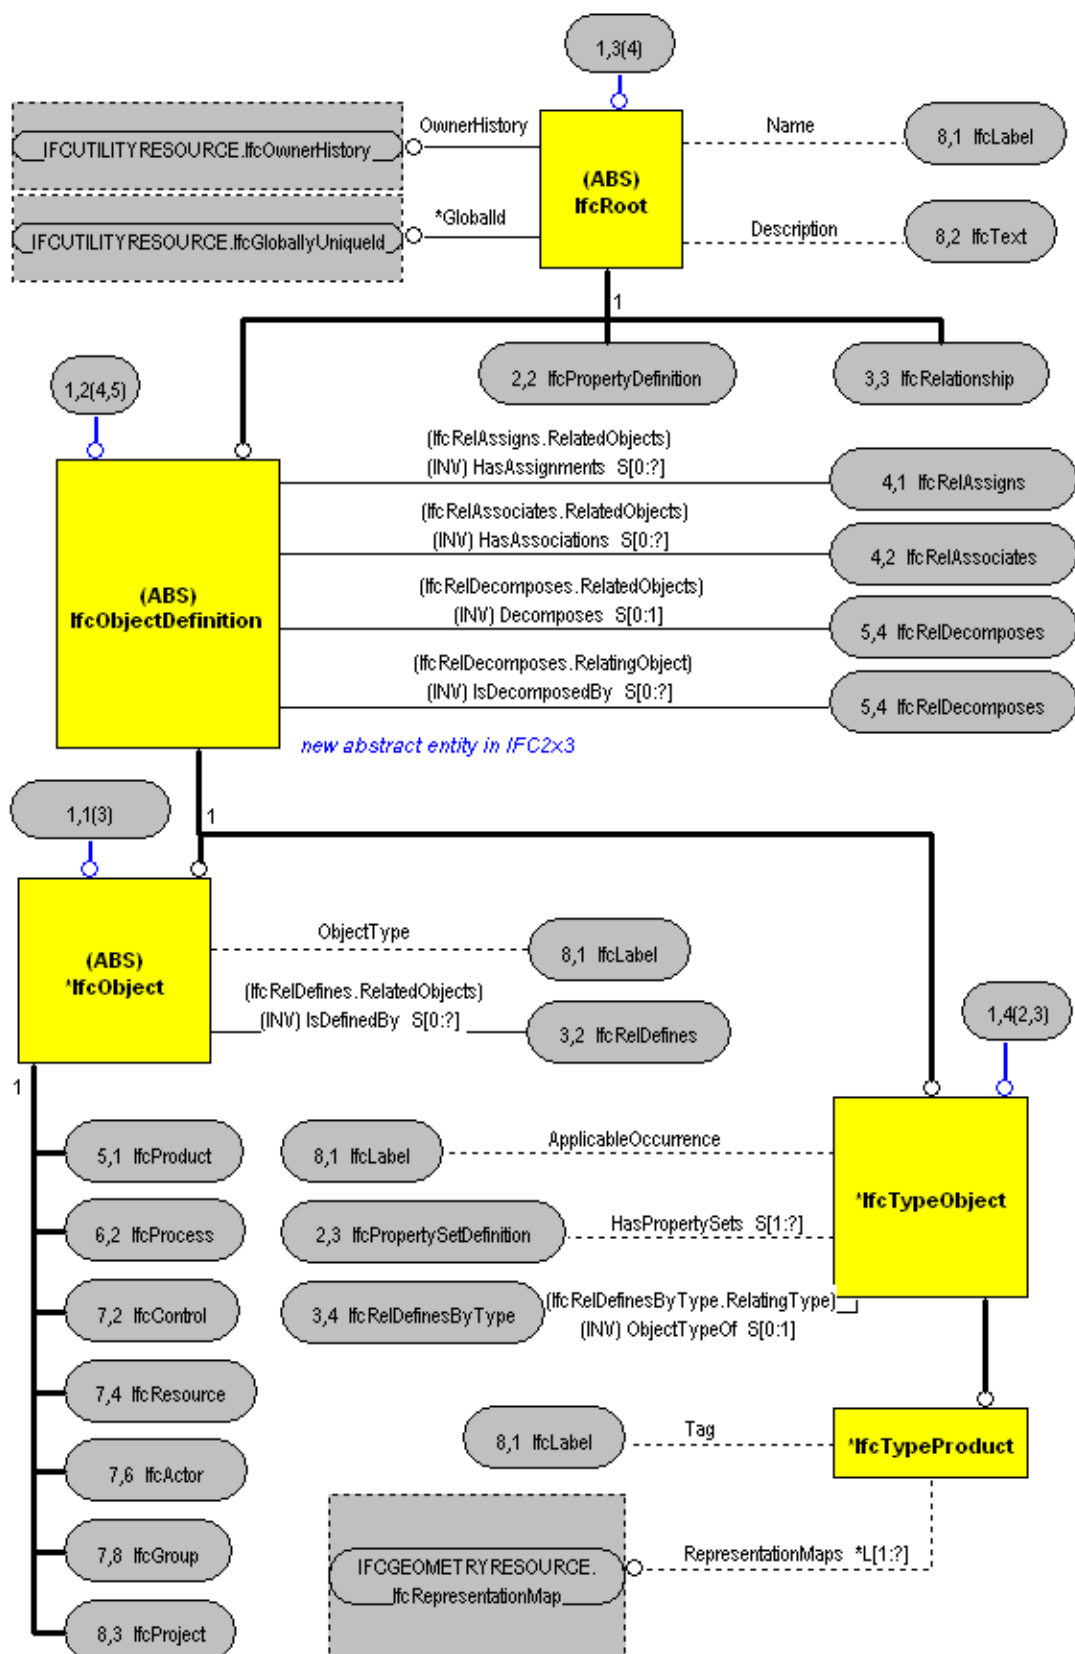 1,3(4)
OwnerHistory
Name
IFCUTILITYRESOURCE.IfcOwnerHistory
8,1 IfcLabel
(ABS)
IfcRoot
*GlobalId
Description
IFCUTILITYRESOURCE.IfcGloballyUniqueId
8,2 IfcText
1
1,2(4,5)
2,2 IfcPropertyDefinition
3,3 IfcRelationship
(IfcRelAssigns.RelatedObjects)
(INV) HasAssignments S[0:?]
4,1 IfcRelAssigns
(IfcRelAssociates.RelatedObjects)
(INV) HasAssociations S[0:?]
4,2 IfcRelAssociates
(ABS)
IfcObjectDefinition
(IfcRelDecomposes.RelatedObjects)
(INV) Decomposes S[0:1]
5,4 IfcRelDecomposes
(IfcRelDecomposes.RelatingObject)
(INV) IsDecomposedBy S[0:?]
5,4 IfcRelDecomposes
new abstract entity in IFC2x3
1,1(3)
1
ObjectType
8,1 IfcLabel
(ABS)
*IfcObject
(IfcRelDefines.RelatedObjects)
(INV) IsDefinedBy S[0:?]
3,2 IfcRelDefines
1,4(2,3)
1
5,1 IfcProduct
8,1 IfcLabel
ApplicableOccurrence
*IfcTypeObject
6,2 IfcProcess
2,3 IfcPropertySetDefinition
HasPropertySets S[1:?]
7,2 IfcControl
3,4 IfcRelDefinesByType
(IfcRelDefinesByType.RelatingType)
(INV) ObjectTypeOf S[0:1]
7,4 IfcResource
8,1 IfcLabel
Tag
*IfcTypeProduct
7,6 IfcActor
7,8 IfcGroup
IFCGEOMETRYRESOURCE.
IfcRepresentationMap
RepresentationMaps *L[1:?]
8,3 IfcProject